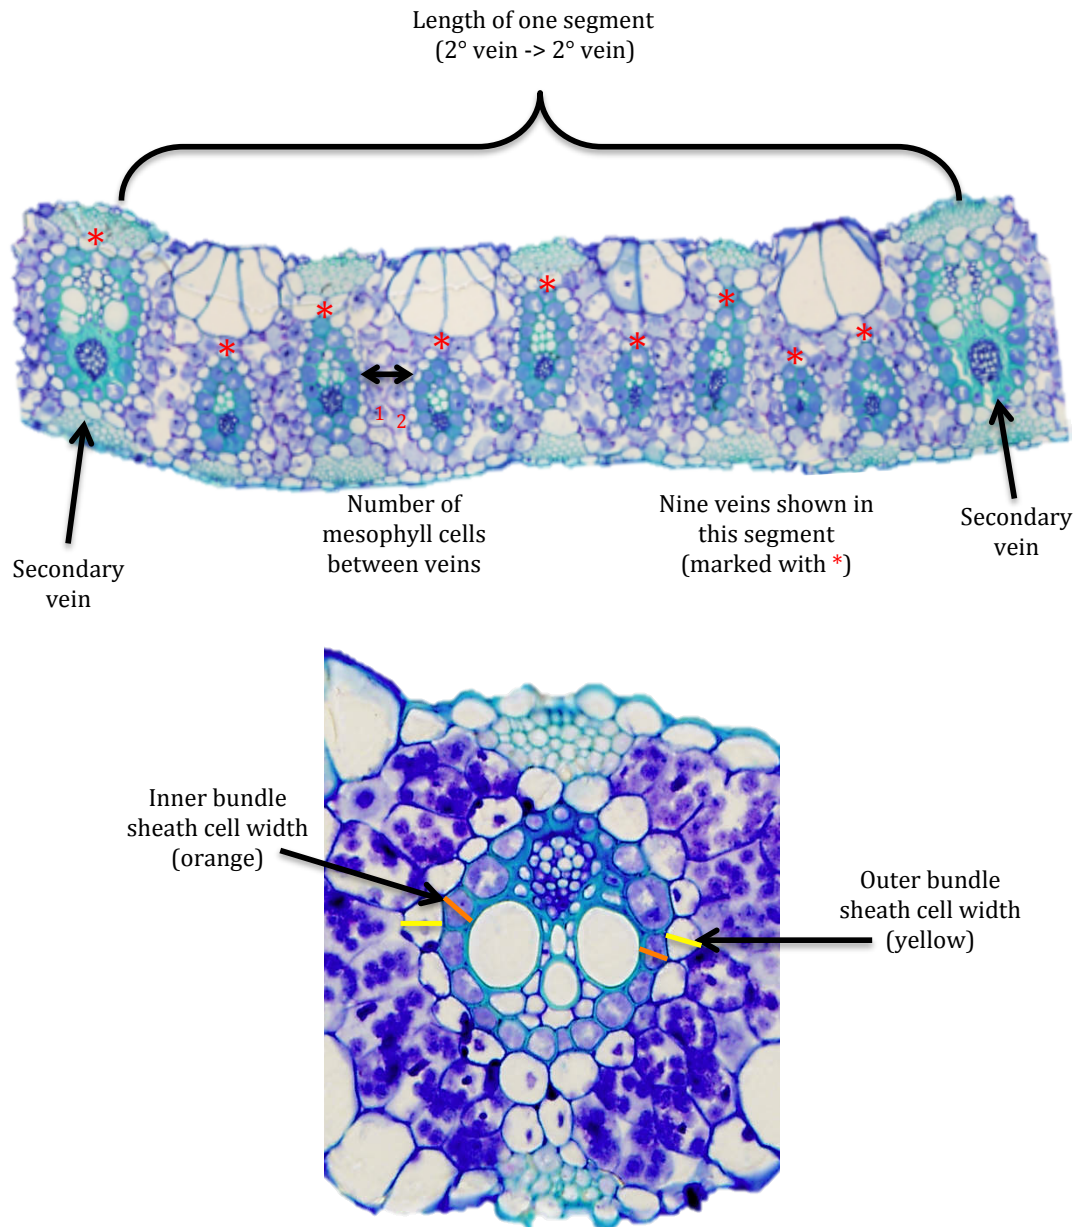 Length of one segment
(2° vein -> 2° vein)
*
*
*
*
*
*
*
*
*
1
2
Number of
mesophyll cells
between veins
Nine veins shown in
this segment
(marked with *)
Secondary
vein
Secondary
vein
Inner bundle
sheath cell width
(orange)
Outer bundle
sheath cell width
(yellow)